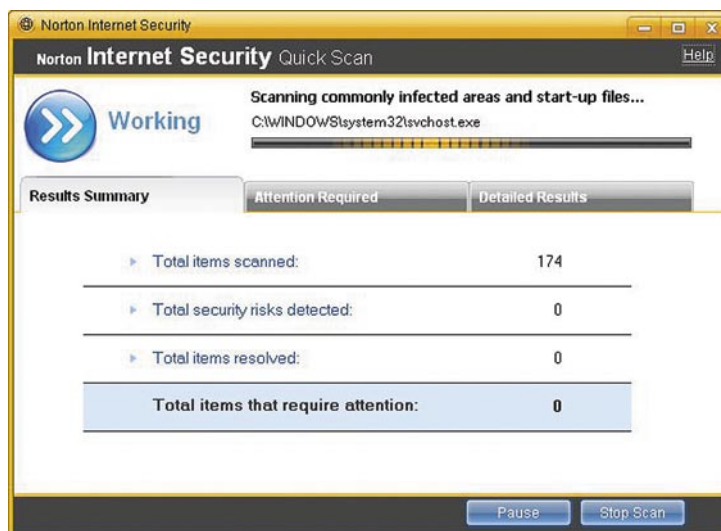 Norton Internet Security
Norton Internet Security Quick Scan
Help
Working
Scanning commonly infected areas and start-up files...
C:\WINDOWS\system32\svchost.exe
Results Summary
Attention Required
Detailed Results
Total items scanned: 174
Total security risks detected: 0
Total items resolved: 0
Total items that require attention: 0
Pause
Stop Scan